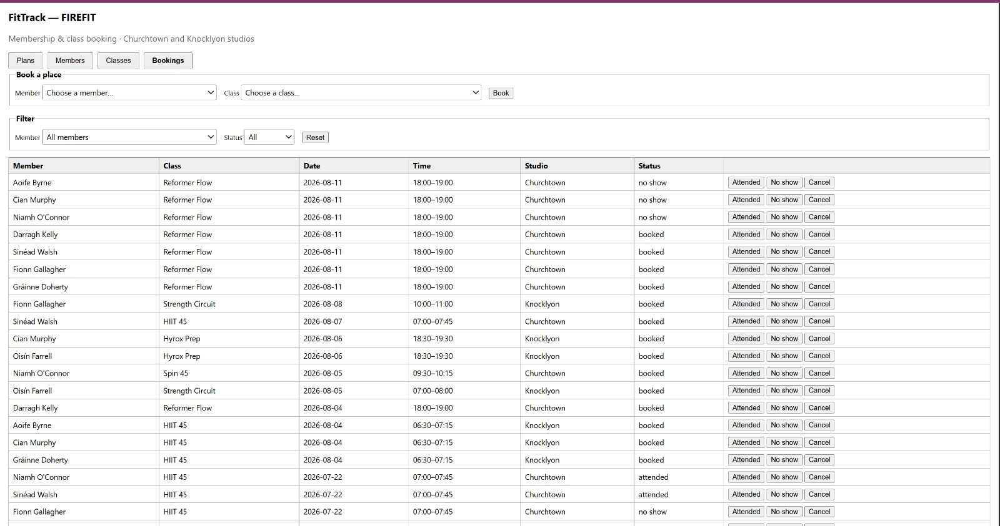 FitTrack — FIREFIT
Membership & class booking · Churchtown and Knocklyon studios
Plans Members Classes Bookings
Book a place
Member Choose a member... Class Choose a class... Book
Filter
Member All members Status All Reset
Member Class Date Time Studio Status
Aoife Byrne Reformer Flow 2026-08-11 18:00–19:00 Churchtown no show Attended No show Cancel
Cian Murphy Reformer Flow 2026-08-11 18:00–19:00 Churchtown no show Attended No show Cancel
Niamh O'Connor Reformer Flow 2026-08-11 18:00–19:00 Churchtown no show Attended No show Cancel
Darragh Kelly Reformer Flow 2026-08-11 18:00–19:00 Churchtown booked Attended No show Cancel
Sinéad Walsh Reformer Flow 2026-08-11 18:00–19:00 Churchtown booked Attended No show Cancel
Fionn Gallagher Reformer Flow 2026-08-11 18:00–19:00 Churchtown booked Attended No show Cancel
Gráinne Doherty Reformer Flow 2026-08-11 18:00–19:00 Churchtown booked Attended No show Cancel
Fionn Gallagher Strength Circuit 2026-08-08 10:00–11:00 Knocklyon booked Attended No show Cancel
Sinéad Walsh HIIT 45 2026-08-07 07:00–07:45 Churchtown booked Attended No show Cancel
Cian Murphy Hyrox Prep 2026-08-06 18:30–19:30 Knocklyon booked Attended No show Cancel
Oisín Farrell Hyrox Prep 2026-08-06 18:30–19:30 Knocklyon booked Attended No show Cancel
Niamh O'Connor Spin 45 2026-08-05 09:30–10:15 Churchtown booked Attended No show Cancel
Oisín Farrell Strength Circuit 2026-08-05 07:00–08:00 Knocklyon booked Attended No show Cancel
Darragh Kelly Reformer Flow 2026-08-04 18:00–19:00 Churchtown booked Attended No show Cancel
Aoife Byrne HIIT 45 2026-08-04 06:30–07:15 Knocklyon booked Attended No show Cancel
Cian Murphy HIIT 45 2026-08-04 06:30–07:15 Knocklyon booked Attended No show Cancel
Gráinne Doherty HIIT 45 2026-08-04 06:30–07:15 Knocklyon booked Attended No show Cancel
Niamh O'Connor HIIT 45 2026-07-22 07:00–07:45 Churchtown attended Attended No show Cancel
Sinéad Walsh HIIT 45 2026-07-22 07:00–07:45 Churchtown attended Attended No show Cancel
Fionn Gallagher HIIT 45 2026-07-22 07:00–07:45 Churchtown no show Attended No show Cancel